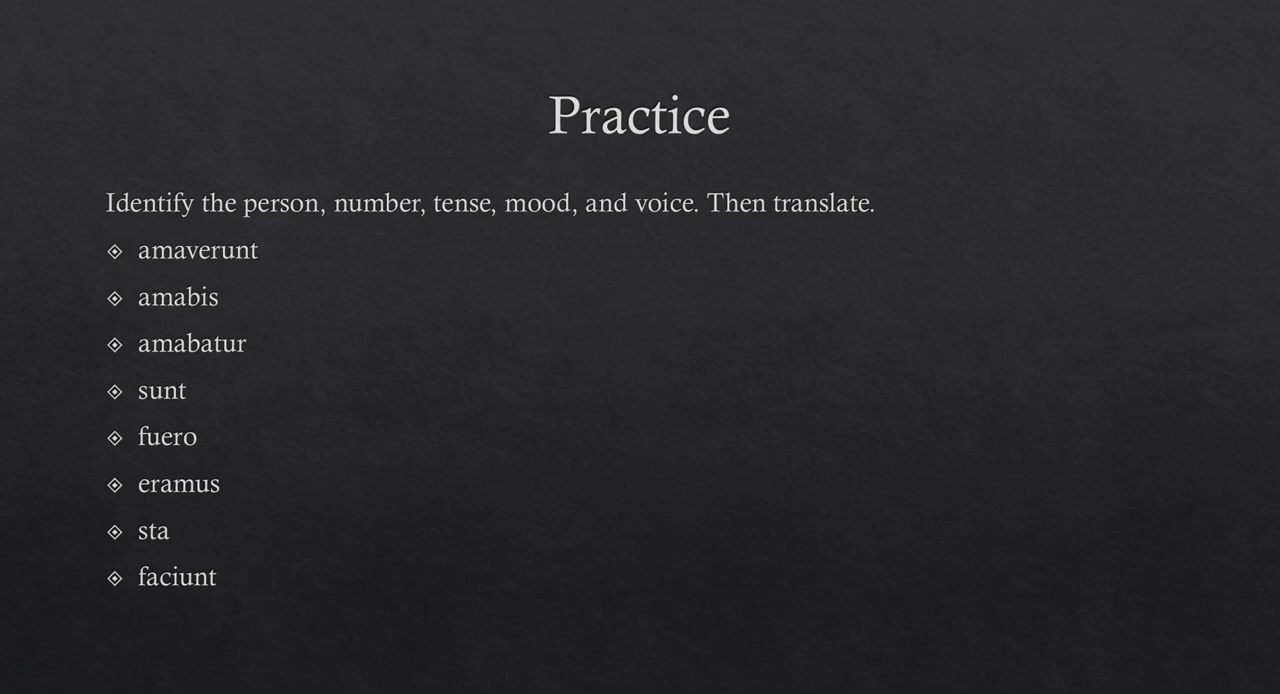 Practice
Identify the person, number, tense, mood, and voice. Then translate.
amaverunt
amabis
amabatur
sunt
fuero
eramus
sta
faciunt